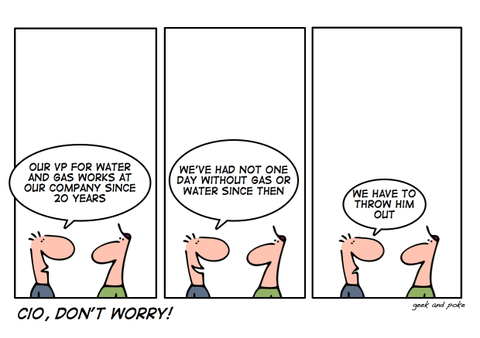 OUR VP FOR WATER
AND GAS WORKS AT
OUR COMPANY SINCE
20 YEARS
WE'VE HAD NOT ONE
DAY WITHOUT GAS OR
WATER SINCE THEN
WE HAVE TO
THROW HIM
OUT
CIO, DON'T WORRY!
geek and poke